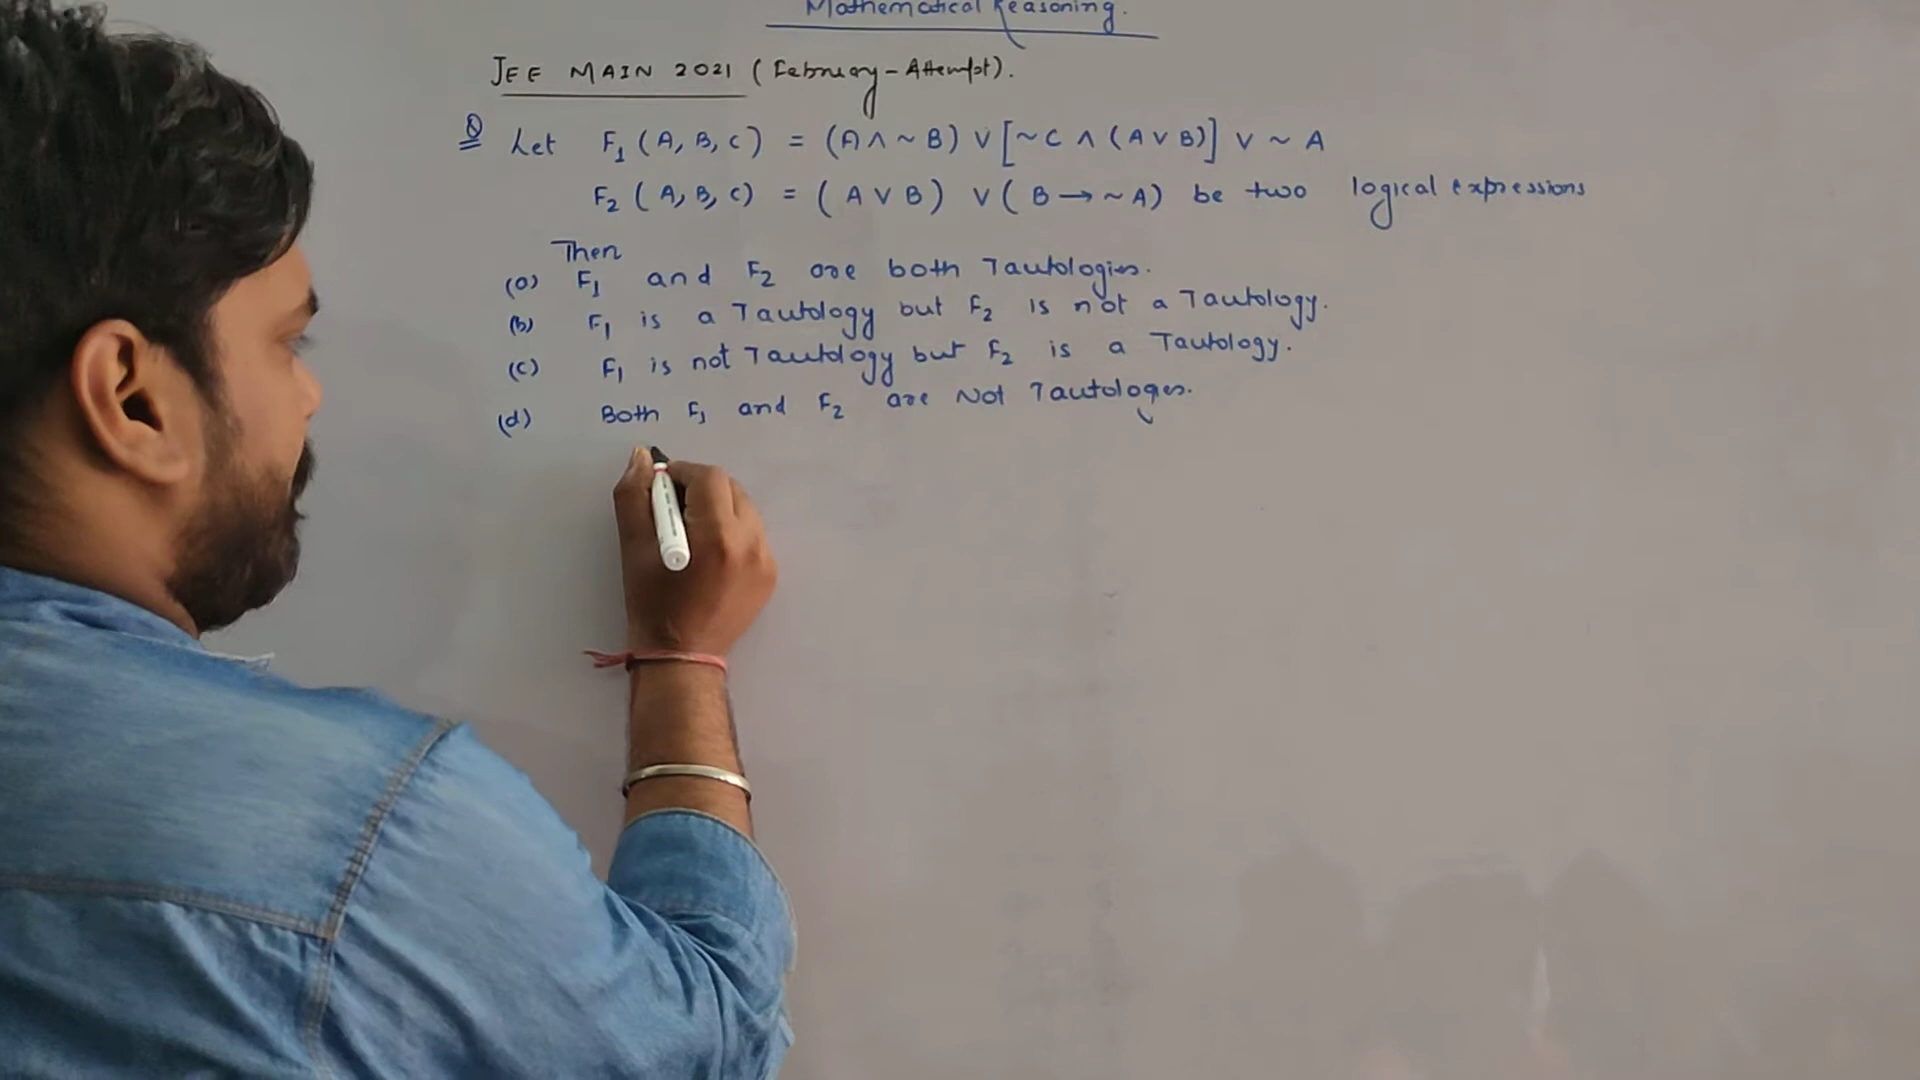 Mathematical Reasoning.
JEE MAIN 2021 (February-Attempt).
Q Let F₁ (A, B, C) = (A ∧ ~ B) ∨ [~C ∧ (A ∨ B)] ∨ ~ A
F₂ (A, B, C) = (A ∨ B) ∨ (B → ~A) be two logical expressions
Then
(a) F₁ and F₂ are both Tautologies.
(b) F₁ is a Tautology but F₂ is not a Tautology.
(c) F₁ is not Tautology but F₂ is a Tautology.
(d) Both F₁ and F₂ are Not Tautologies.